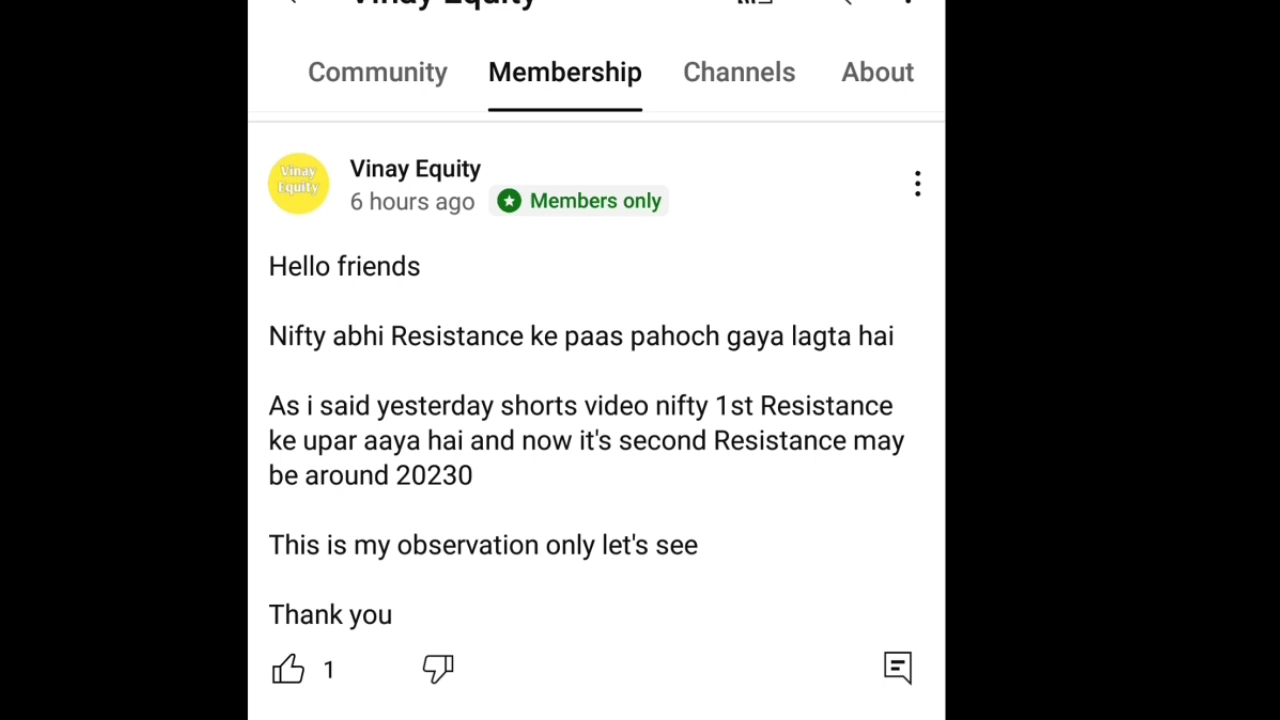 Vinay Equity
Community Membership Channels About
Vinay Equity
Vinay Equity
6 hours ago Members only
Hello friends
Nifty abhi Resistance ke paas pahoch gaya lagta hai
As i said yesterday shorts video nifty 1st Resistance
ke upar aaya hai and now it's second Resistance may
be around 20230
This is my observation only let's see
Thank you
1